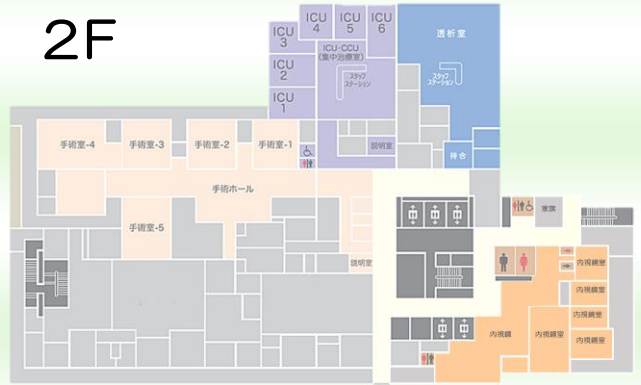 2F
ICU 4
ICU 5
ICU 6
ICU 3
ICU・CCU
(集中治療室)
スタッフ
ステーション
ICU 2
ICU 1
透析室
スタッフ
ステーション
説明室
待合
手術室-4
手術室-3
手術室-2
手術室-1
手術ホール
手術室-5
説明室
家族
内視鏡室
内視鏡室
内視鏡室
内視鏡室
内視鏡室
内視鏡